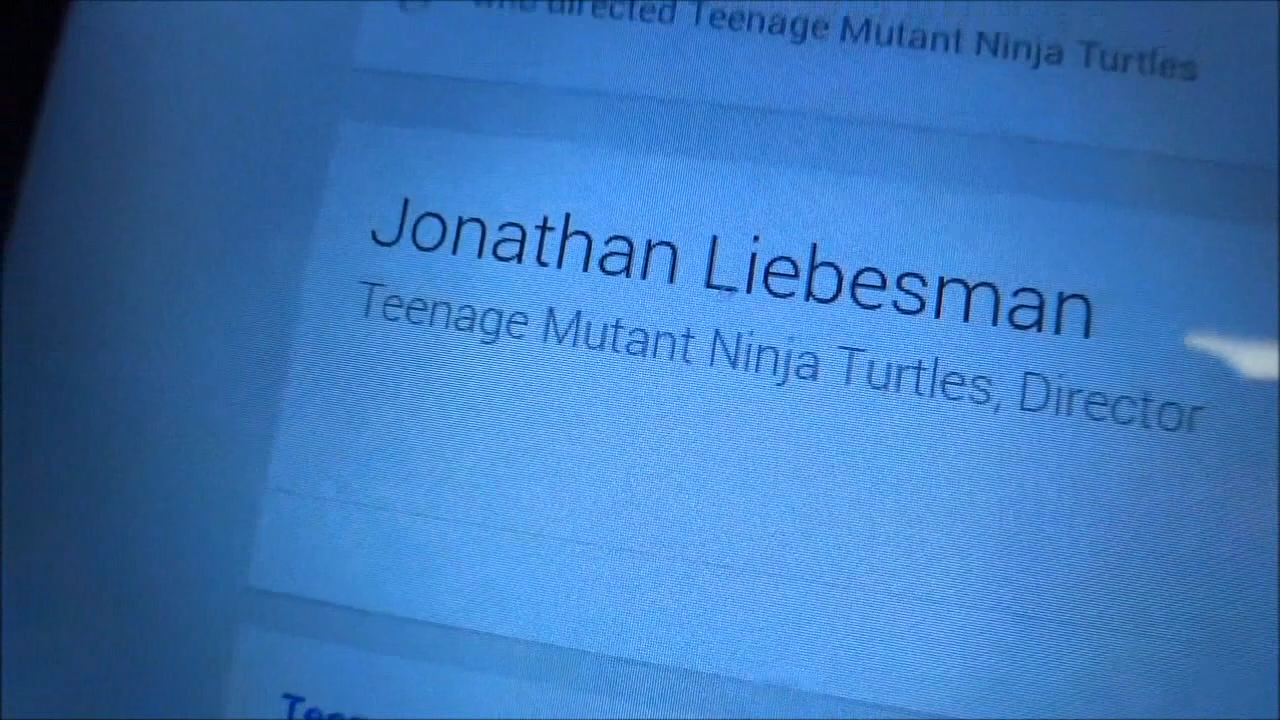 who directed Teenage Mutant Ninja Turtles
Jonathan Liebesman
Teenage Mutant Ninja Turtles, Director